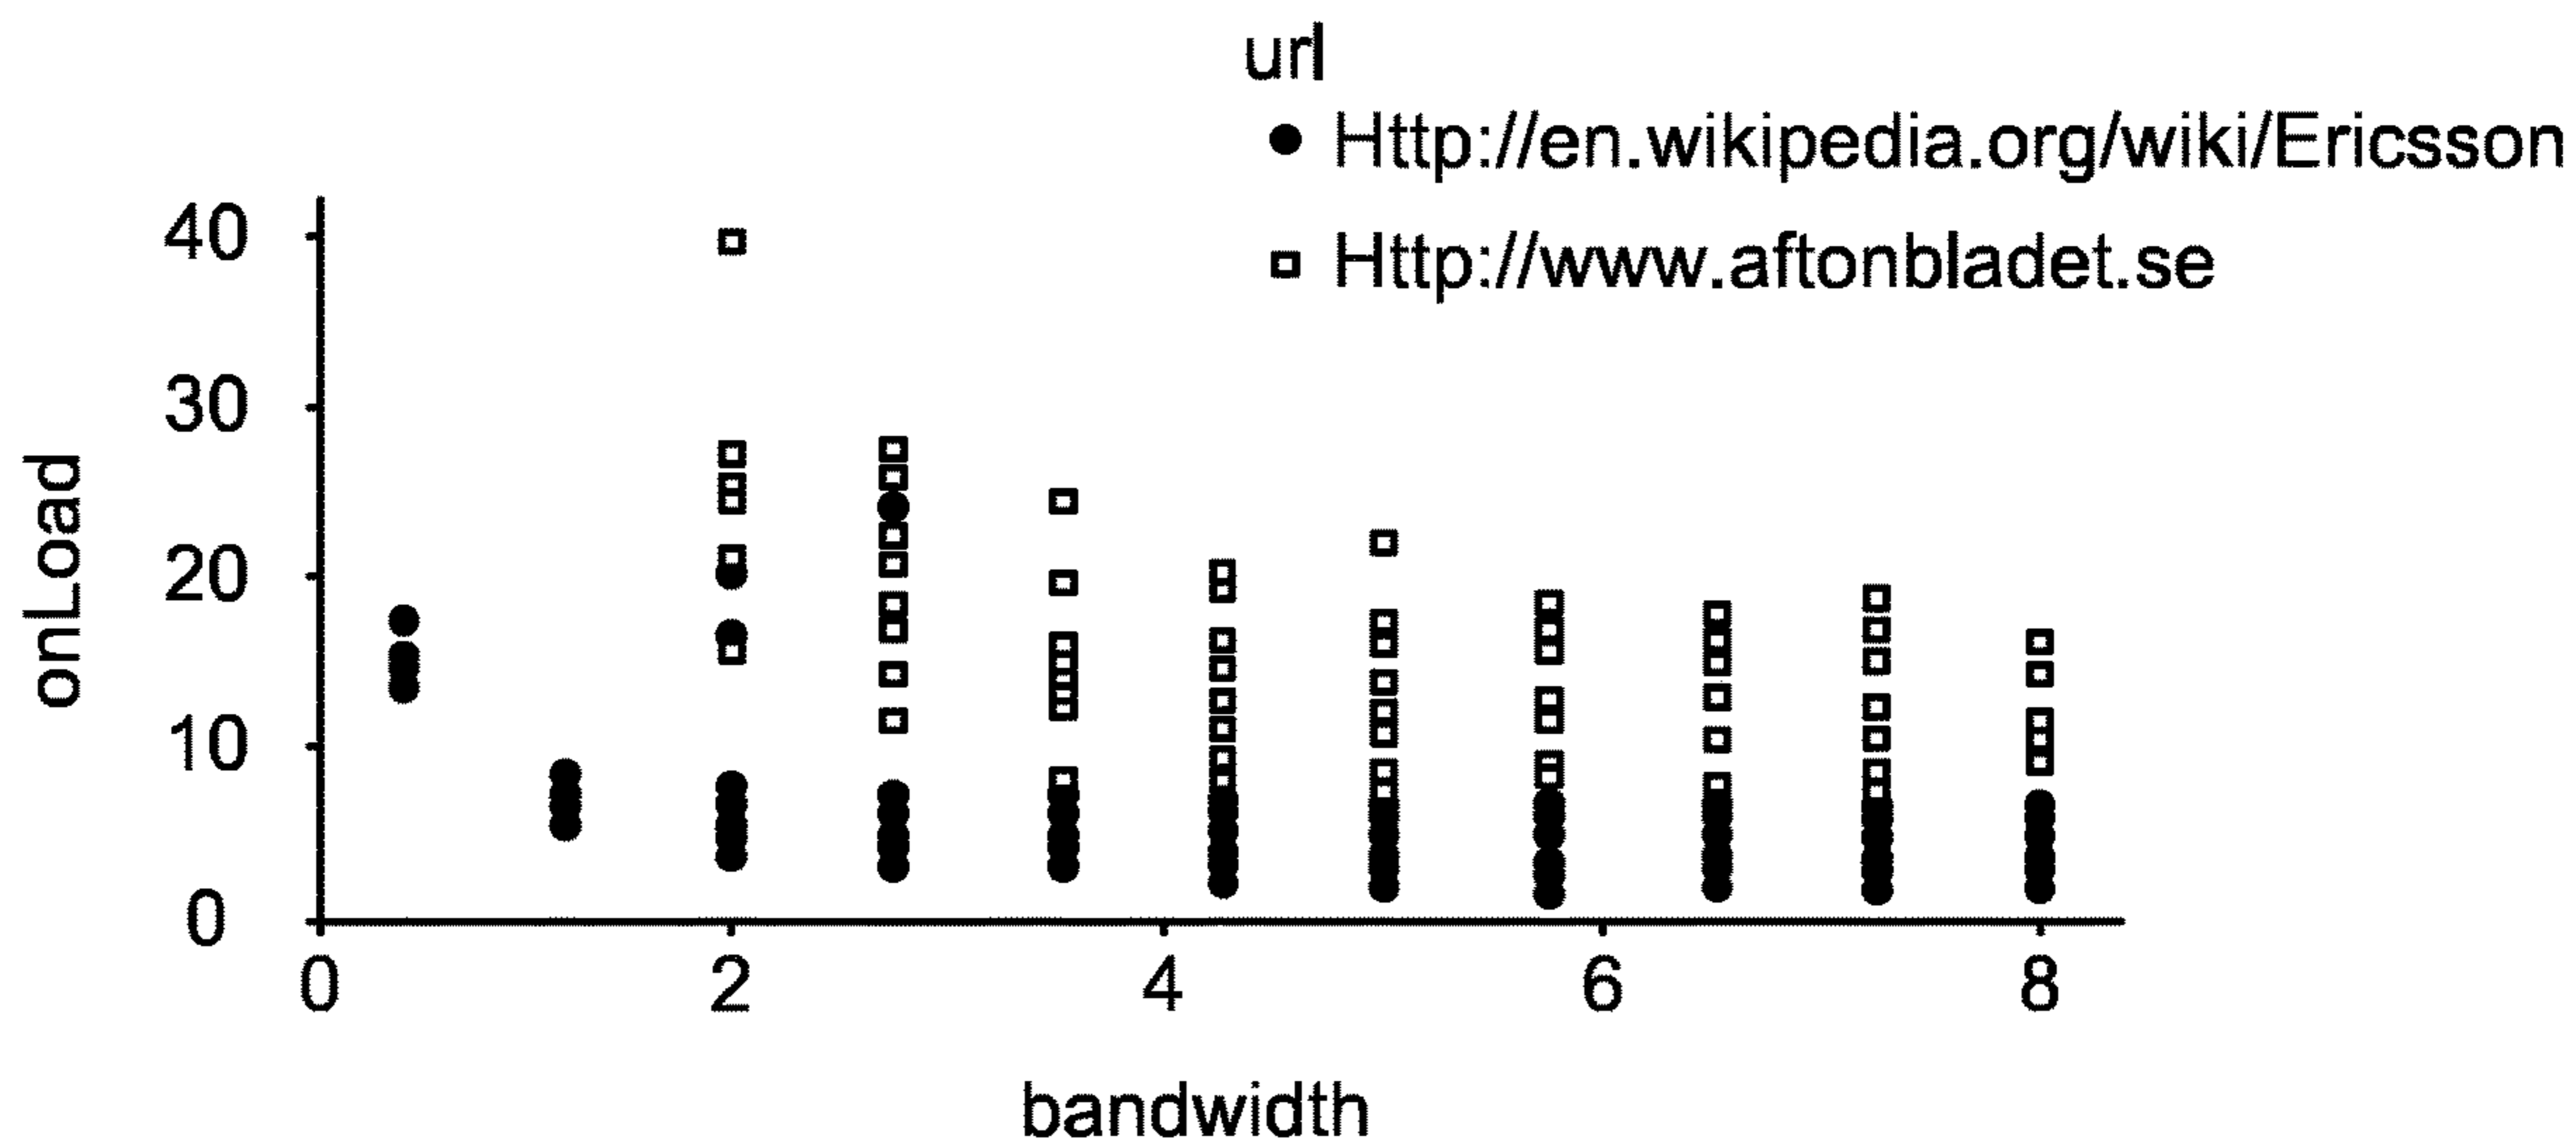 url
Http://en.wikipedia.org/wiki/Ericsson
Http://www.aftonbladet.se
40
30
20
10
0
onLoad
0 2 4 6 8
bandwidth